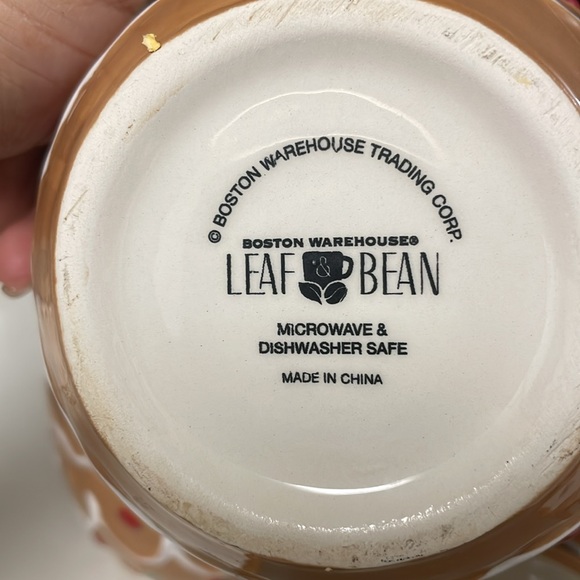 © BOSTON WAREHOUSE TRADING CORP.
BOSTON WAREHOUSE®
LEAF & BEAN
MICROWAVE &
DISHWASHER SAFE
MADE IN CHINA